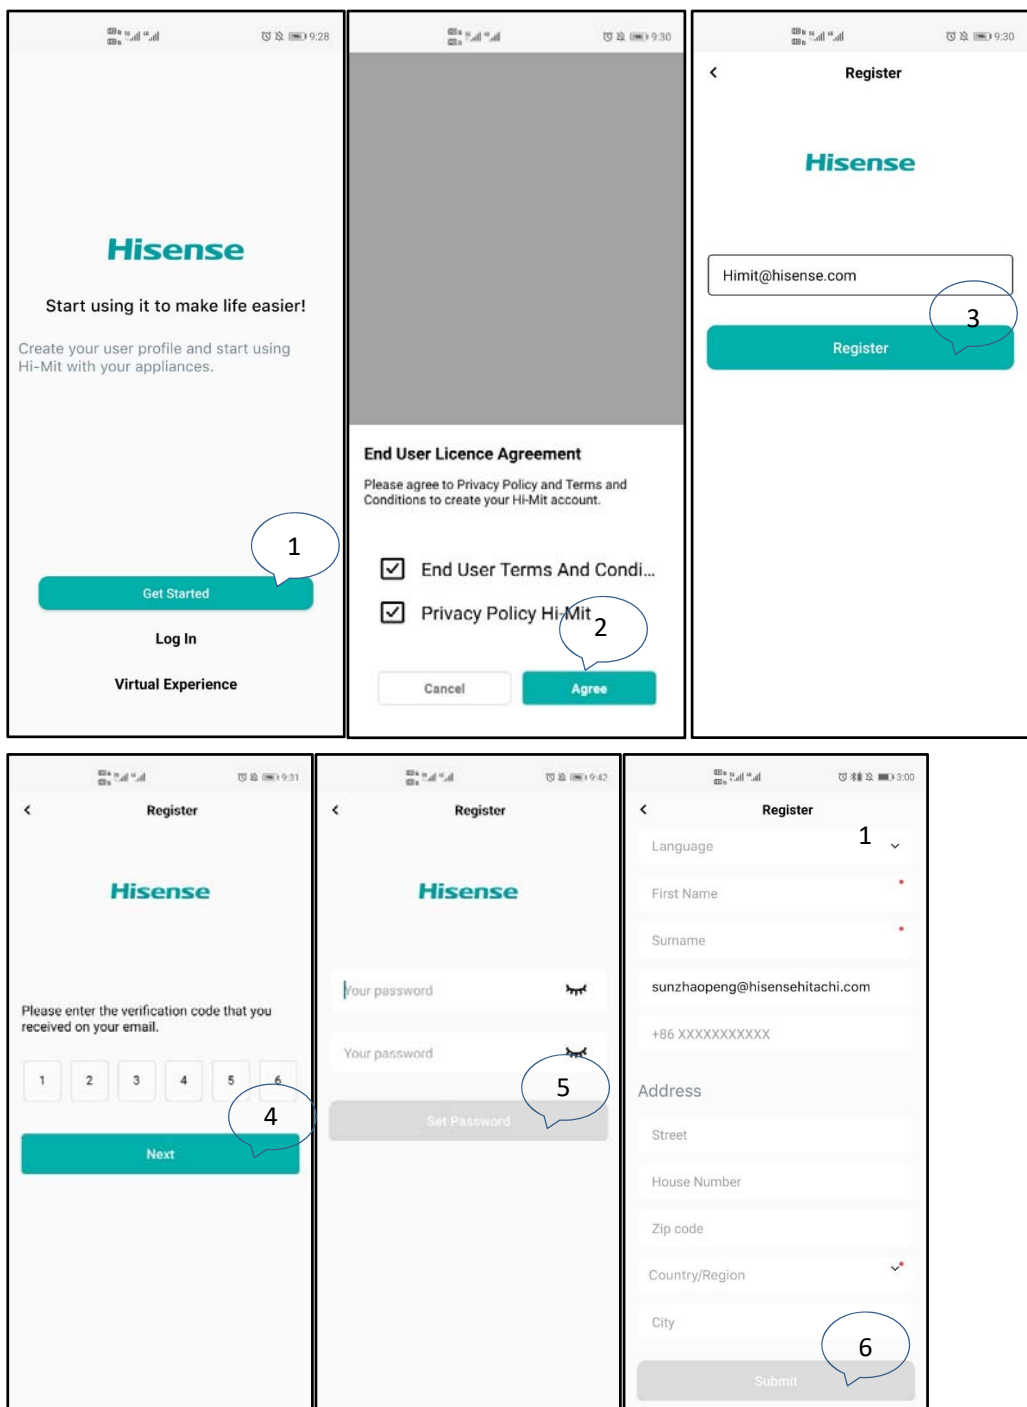 9:28
Hisense
Start using it to make life easier!
Create your user profile and start using
Hi-Mit with your appliances.
1
Get Started
Log In
Virtual Experience
9:30
End User Licence Agreement
Please agree to Privacy Policy and Terms and
Conditions to create your Hi-Mit account.
End User Terms And Condi...
Privacy Policy Hi-Mit
2
Cancel
Agree
9:30
Register
Hisense
Himit@hisense.com
3
Register
9:31
Register
Hisense
Please enter the verification code that you
received on your email.
1 2 3 4 5 6
4
Next
9:42
Register
Hisense
Your password
Your password
5
Set Password
3:00
Register
Language
1
First Name
Surname
sunzhaopeng@hisensehitachi.com
+86 XXXXXXXXXXX
Address
Street
House Number
Zip code
Country/Region
City
6
Submit